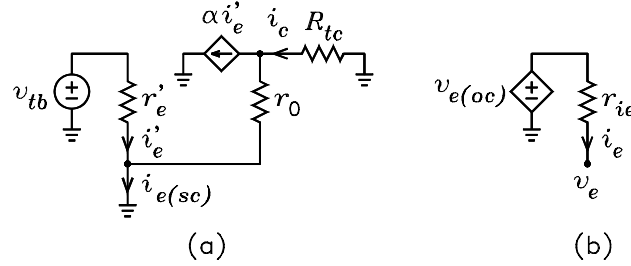 αi'e
ic
Rtc
vtb
+
−
r'e
r0
i'e
ie(sc)
(a)
ve(oc)
+
−
rie
ie
ve
(b)